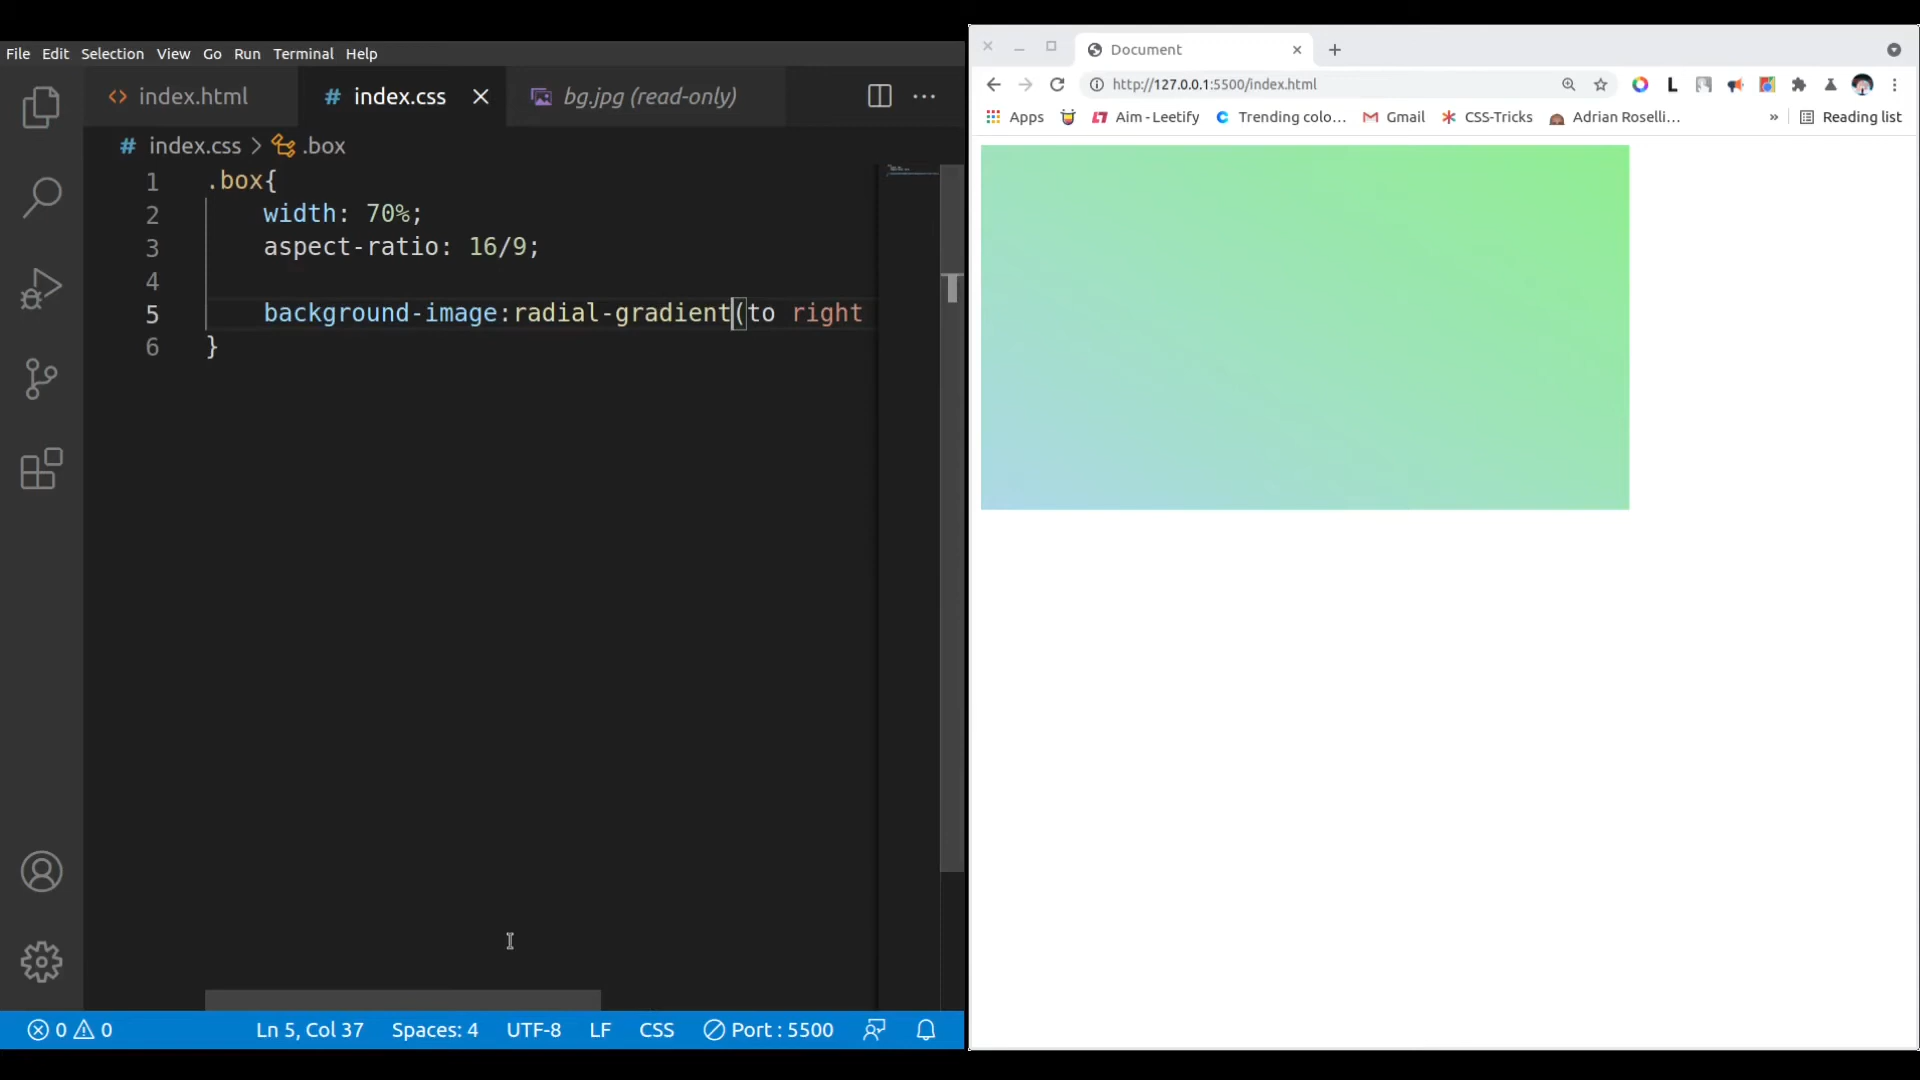 File Edit Selection View Go Run Terminal Help
<> index.html
# index.css
bg.jpg (read-only)
# index.css > .box
1 .box{
2 width: 70%;
3 aspect-ratio: 16/9;
4
5 background-image:radial-gradient(to right
6 }
0 0 Ln 5, Col 37 Spaces: 4 UTF-8 LF CSS Port : 5500
Document
http://127.0.0.1:5500/index.html
L
Apps Aim - Leetify Trending colo... Gmail CSS-Tricks Adrian Roselli... » Reading list